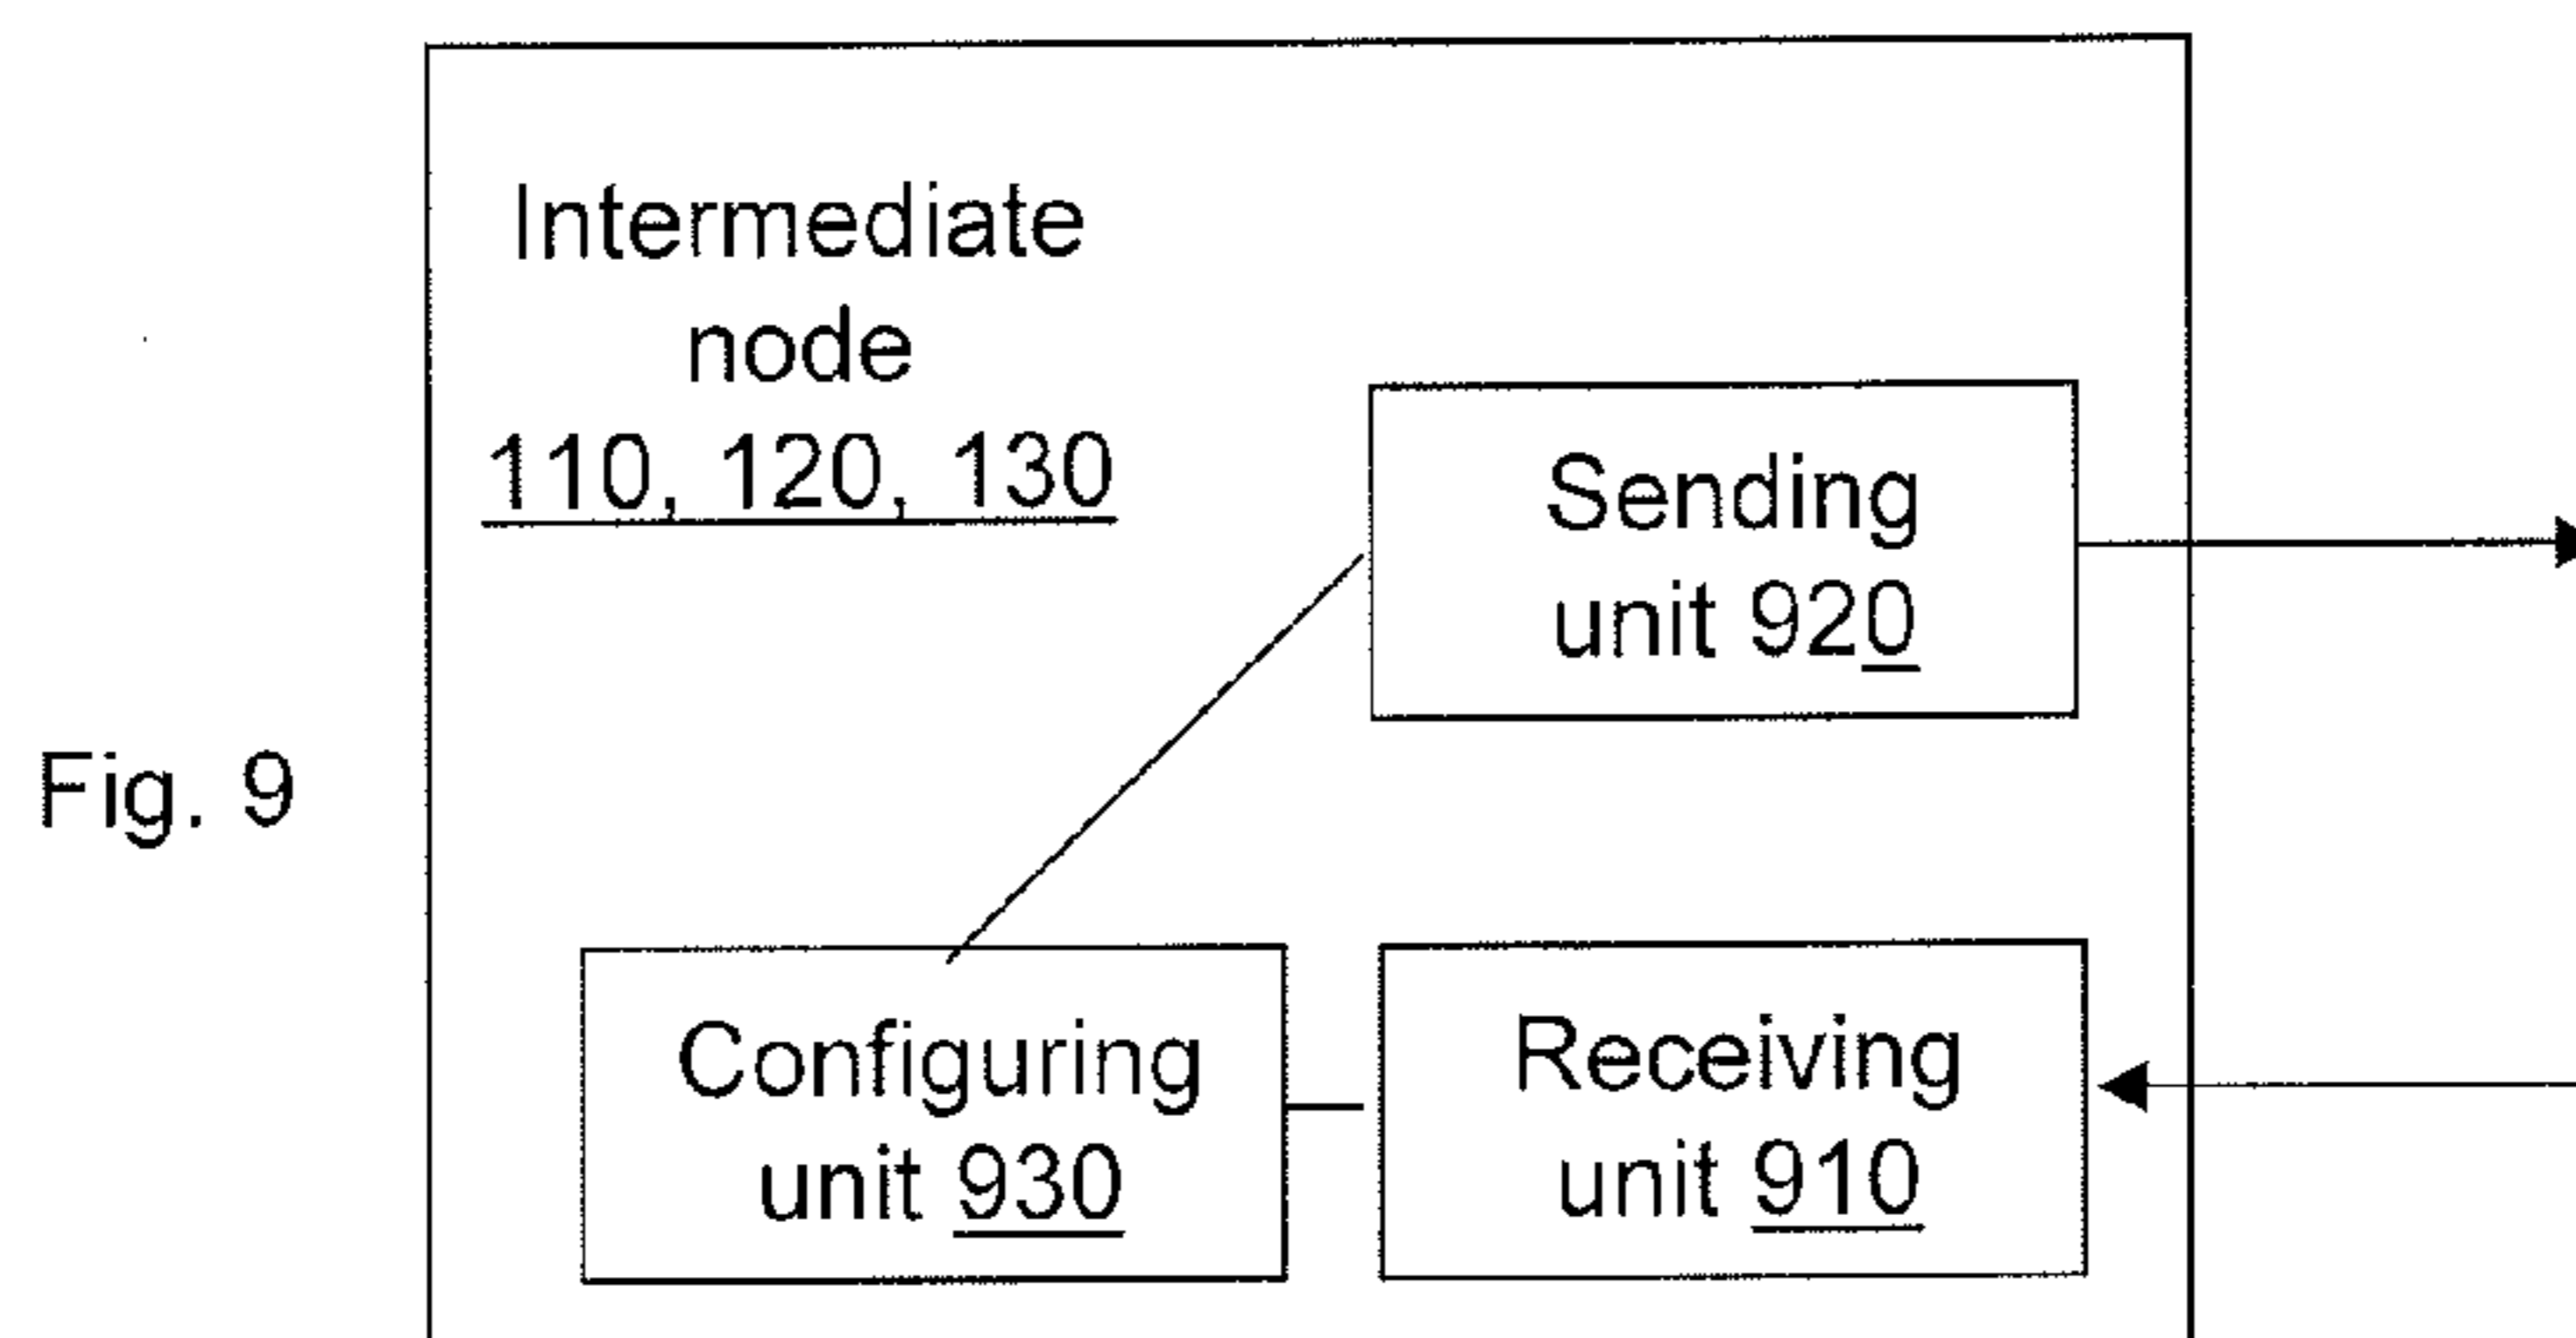 Intermediate
node
110, 120, 130
Sending
unit 920
Fig. 9
Configuring
unit 930
Receiving
unit 910